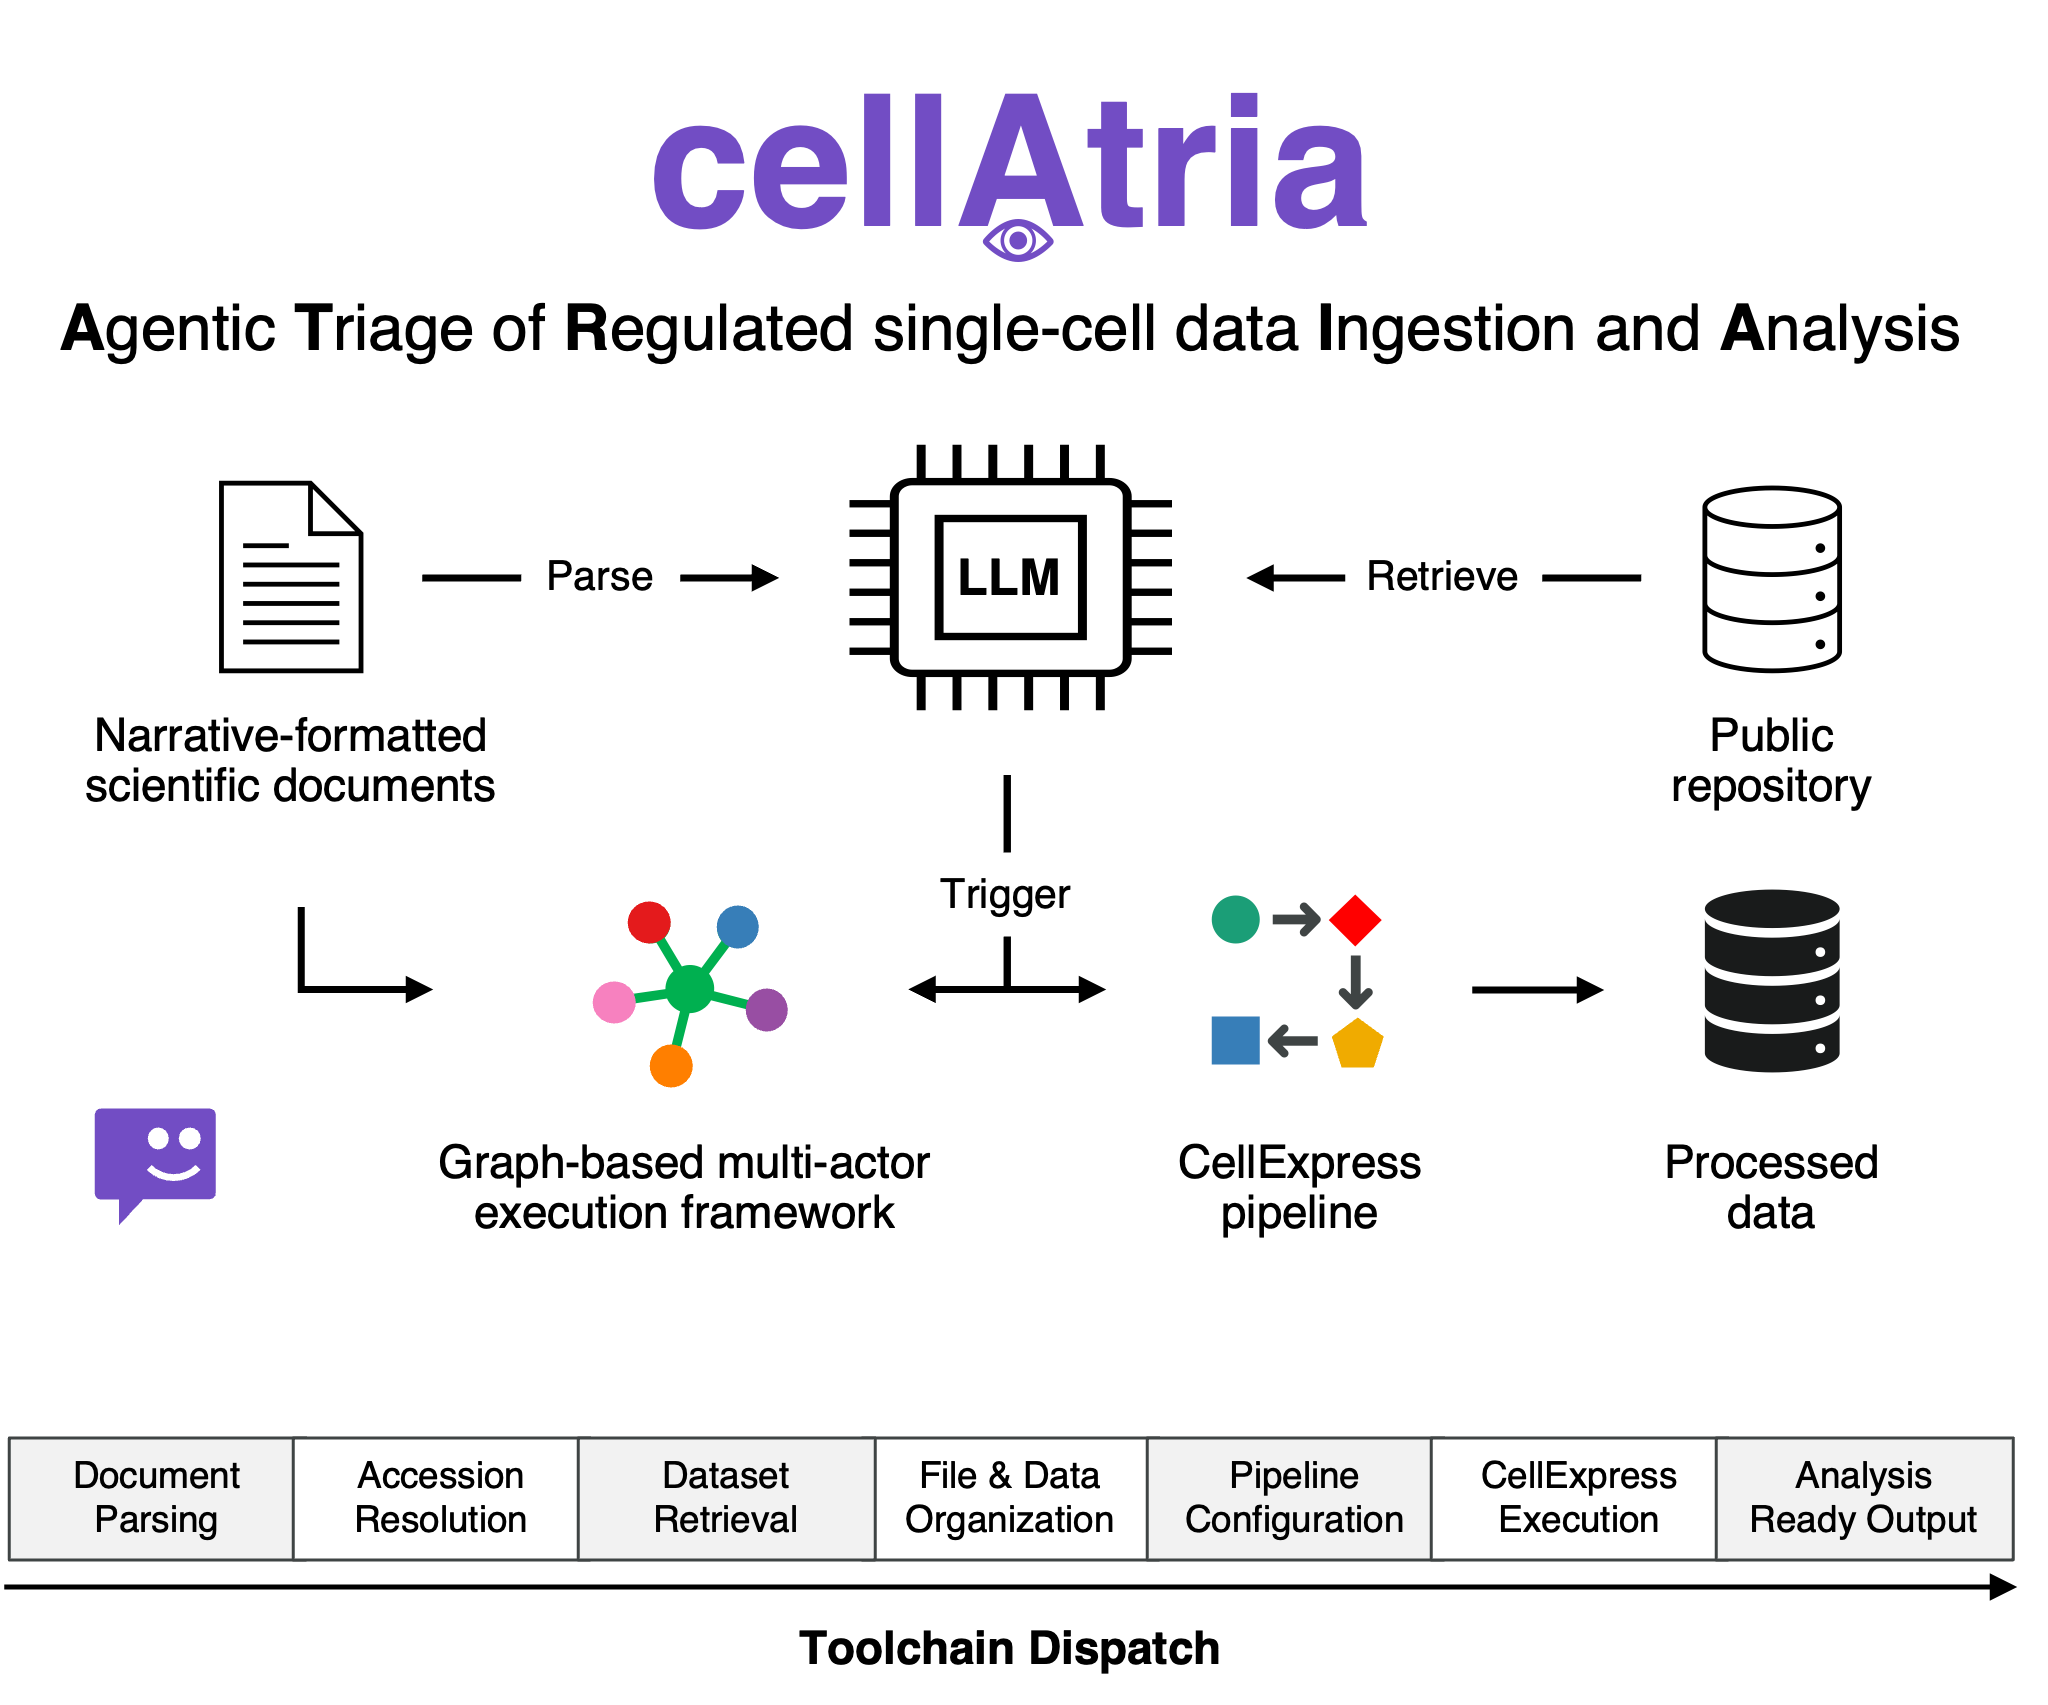 cellAtria
Agentic Triage of Regulated single-cell data Ingestion and Analysis
Parse
LLM
Retrieve
Narrative-formatted
scientific documents
Public
repository
Trigger
Graph-based multi-actor
execution framework
CellExpress
pipeline
Processed
data
Document
Parsing
Accession
Resolution
Dataset
Retrieval
File & Data
Organization
Pipeline
Configuration
CellExpress
Execution
Analysis
Ready Output
Toolchain Dispatch